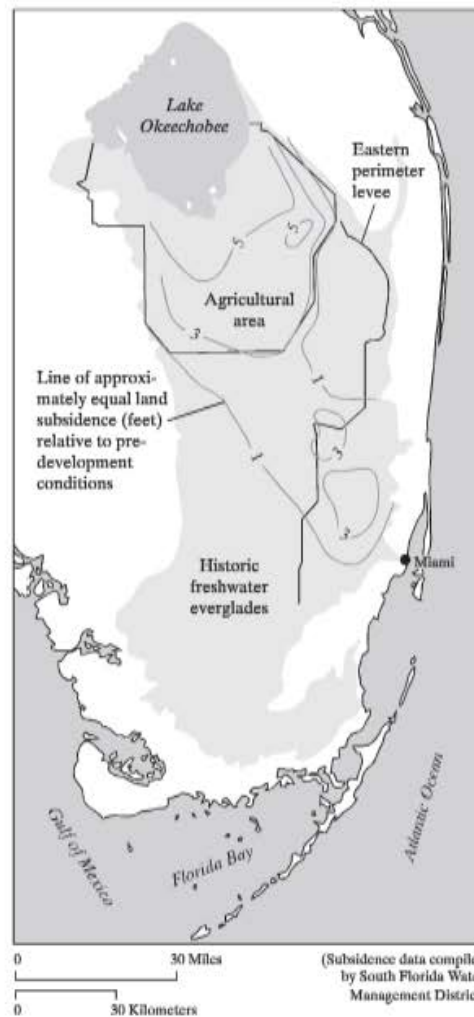 Lake
Okeechobee
Eastern
perimeter
levee
5
5
Agricultural
area
3
Line of approxi-
mately equal land
subsidence (feet)
relative to pre-
development
conditions
1
1
3
3
Historic
freshwater
everglades
Miami
Gulf of Mexico
Florida Bay
Atlantic Ocean
0 30 Miles
0 30 Kilometers
(Subsidence data compile
by South Florida Wat
Management Distric